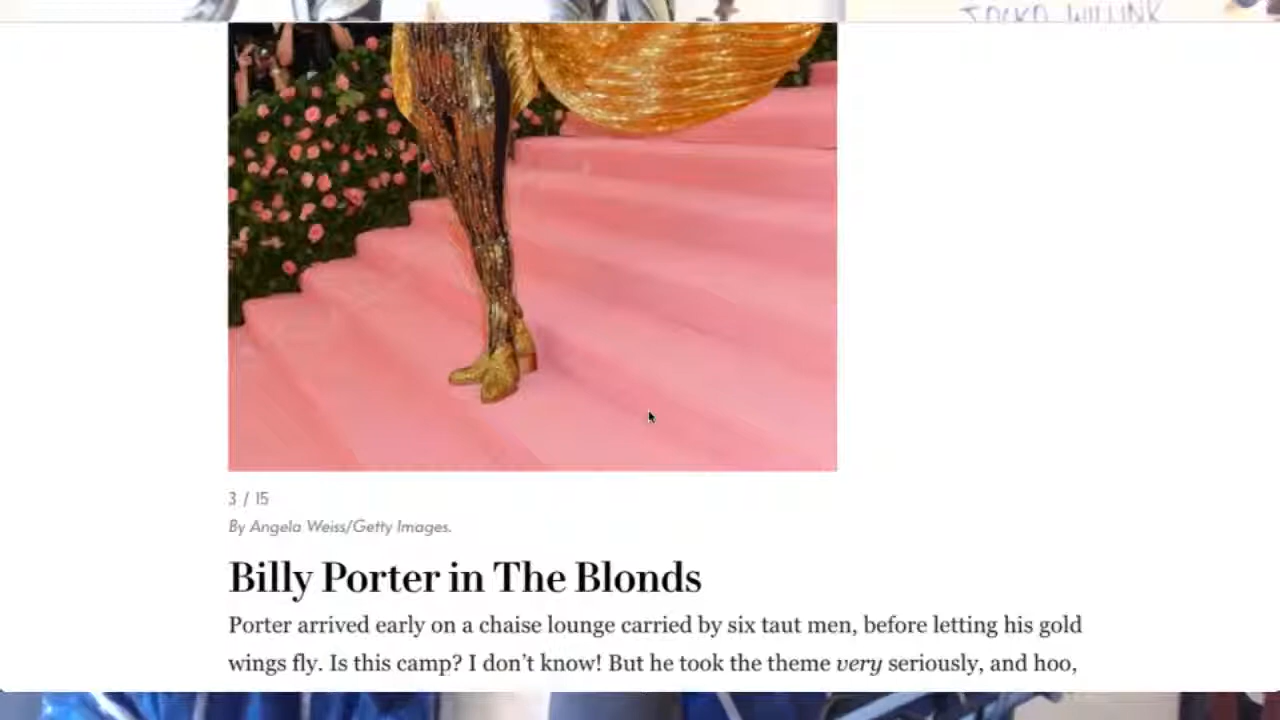 JOCKO WILLINK
3 / 15
By Angela Weiss/Getty Images.
Billy Porter in The Blonds
Porter arrived early on a chaise lounge carried by six taut men, before letting his gold
wings fly. Is this camp? I don’t know! But he took the theme very seriously, and hoo,